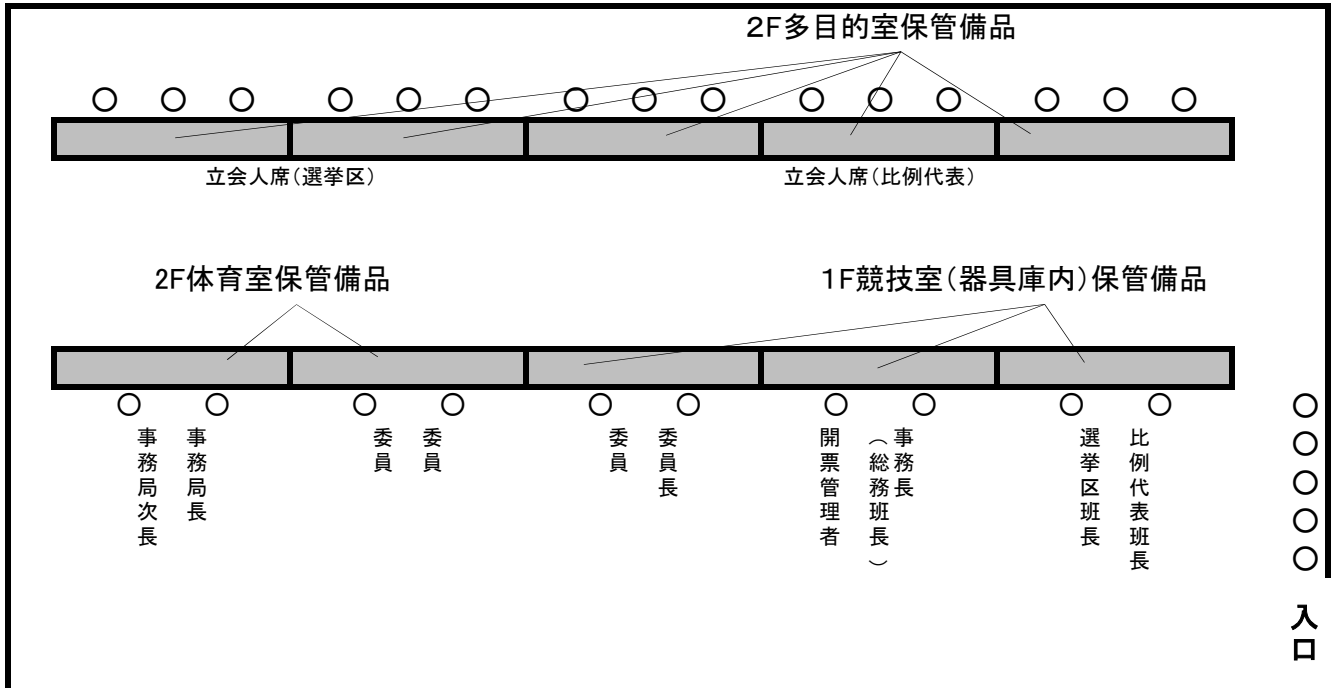 2F多目的室保管備品
立会人席(選挙区)
立会人席(比例代表)
2F体育室保管備品
1F競技室(器具庫内)保管備品
事務局次長
事務局長
委員
委員
委員
委員長
開票管理者
事務長
(総務班長)
選挙区班長
比例代表班長
入口